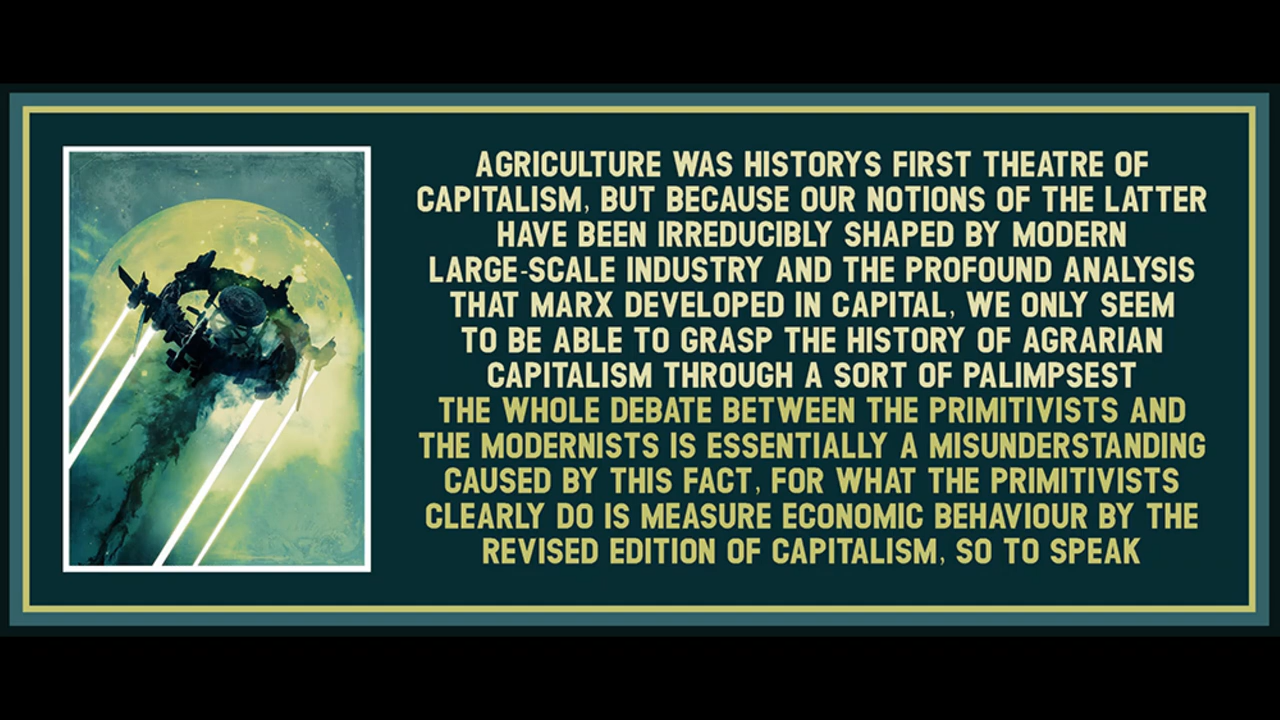 AGRICULTURE WAS HISTORYS FIRST THEATRE OF
CAPITALISM, BUT BECAUSE OUR NOTIONS OF THE LATTER
HAVE BEEN IRREDUCIBLY SHAPED BY MODERN
LARGE-SCALE INDUSTRY AND THE PROFOUND ANALYSIS
THAT MARX DEVELOPED IN CAPITAL, WE ONLY SEEM
TO BE ABLE TO GRASP THE HISTORY OF AGRARIAN
CAPITALISM THROUGH A SORT OF PALIMPSEST
THE WHOLE DEBATE BETWEEN THE PRIMITIVISTS AND
THE MODERNISTS IS ESSENTIALLY A MISUNDERSTANDING
CAUSED BY THIS FACT, FOR WHAT THE PRIMITIVISTS
CLEARLY DO IS MEASURE ECONOMIC BEHAVIOUR BY THE
REVISED EDITION OF CAPITALISM, SO TO SPEAK